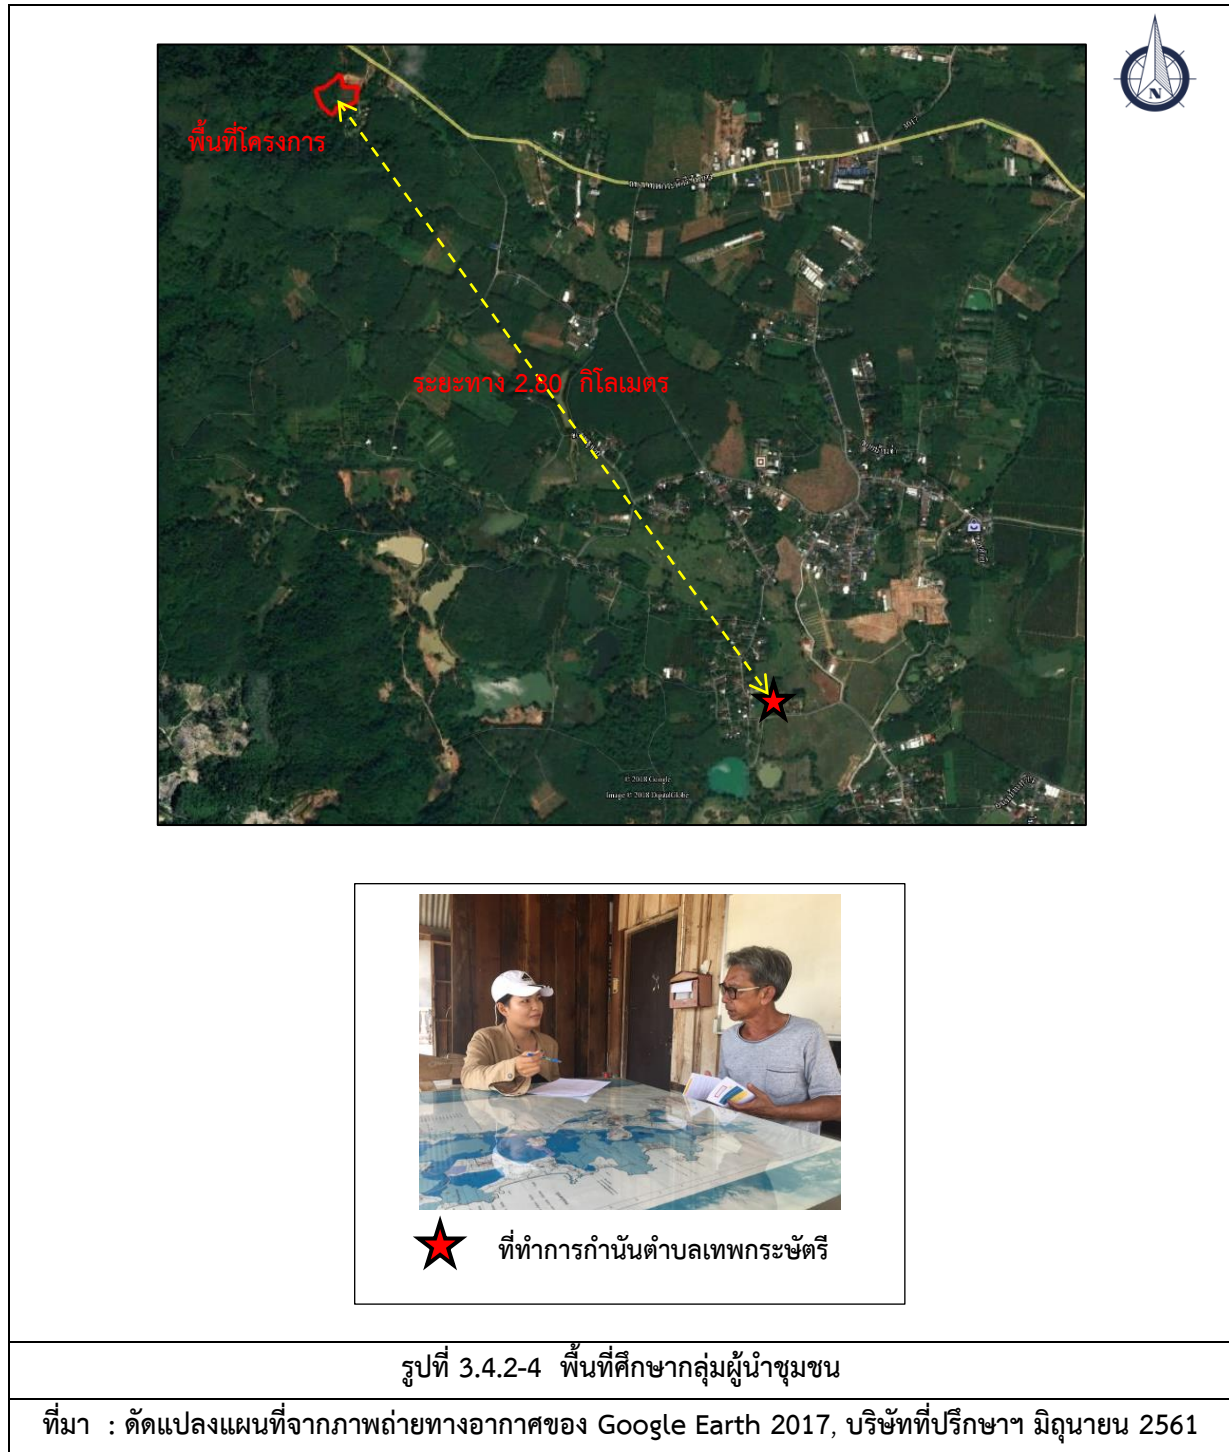 N
พื้นที่โครงการ
3017
ระยะทาง 2.80 กิโลเมตร
© 2018 Google
Image © 2018 DigitalGlobe
ที่ทำการกำนันตำบลเทพกระษัตรี
รูปที่ 3.4.2-4 พื้นที่ศึกษากลุ่มผู้นำชุมชน
ที่มา : ดัดแปลงแผนที่จากภาพถ่ายทางอากาศของ Google Earth 2017, บริษัทที่ปรึกษาฯ มิถุนายน 2561